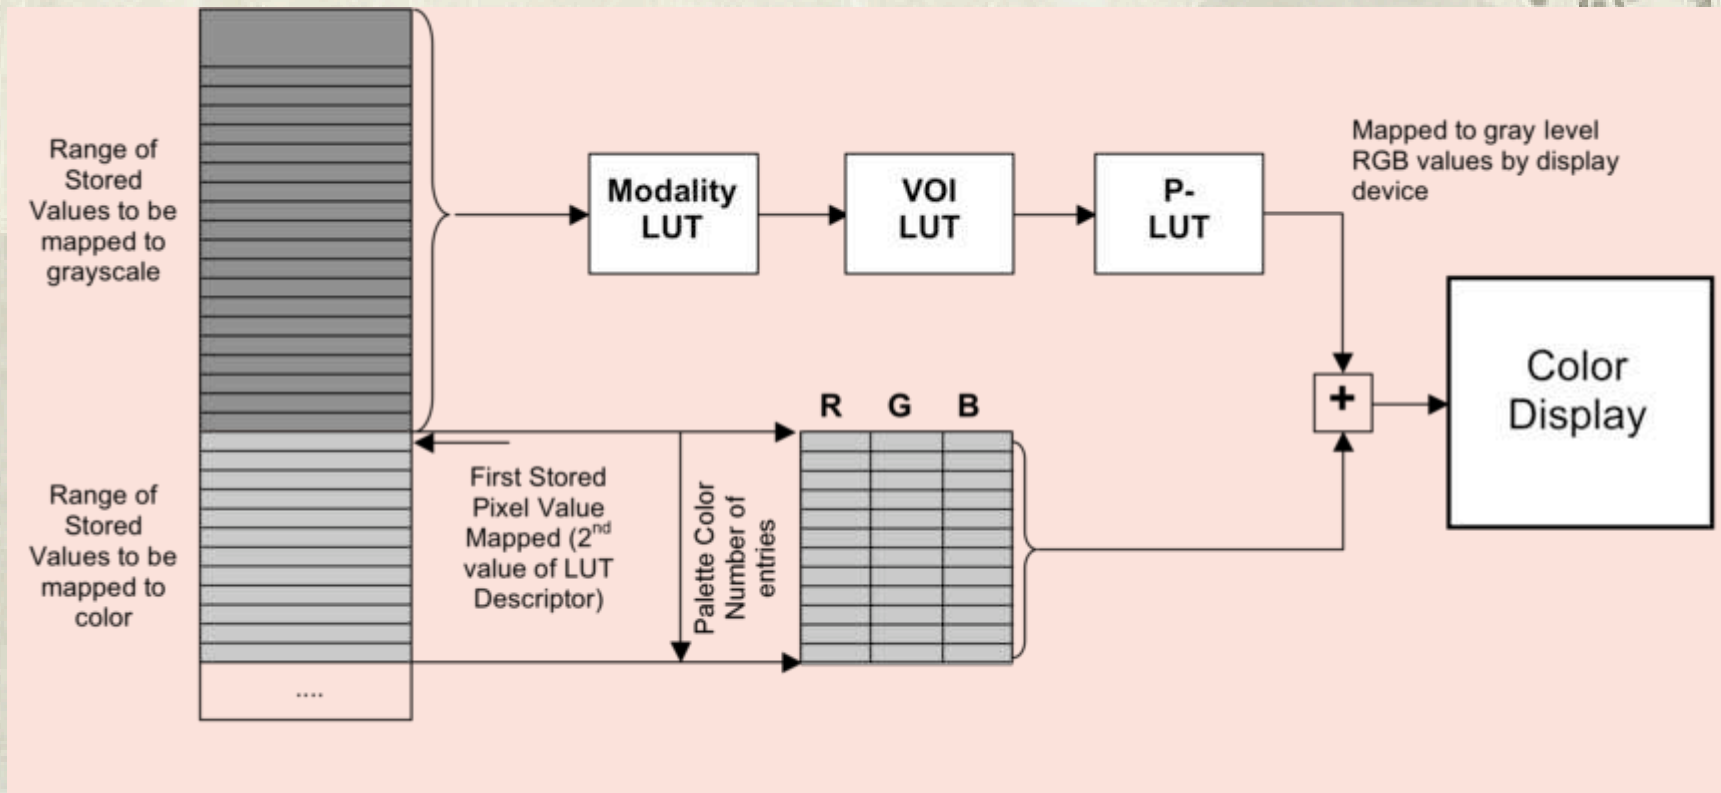 Range of
Stored
Values to be
mapped to
grayscale
Modality
LUT
VOI
LUT
P-
LUT
Mapped to gray level
RGB values by display
device
Color
Display
+
R G B
Range of
Stored
Values to be
mapped to
color
First Stored
Pixel Value
Mapped (2nd
value of LUT
Descriptor)
Palette Color
Number of
entries
....